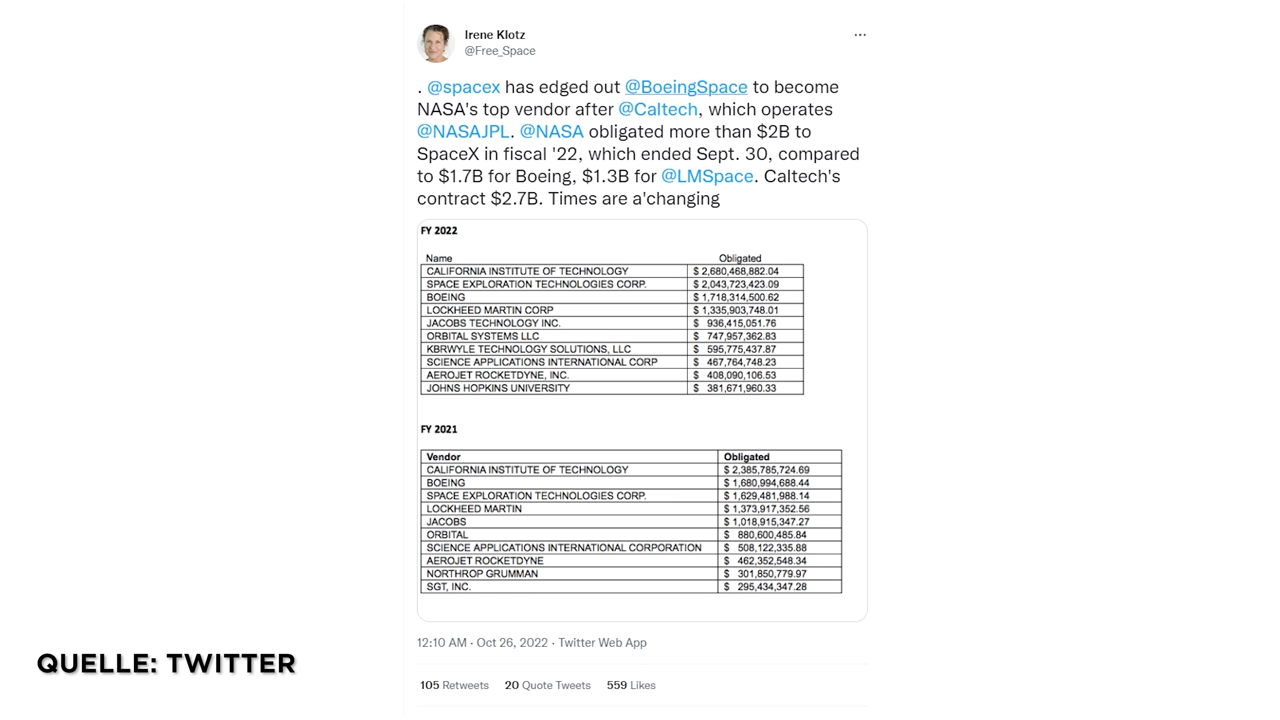 Irene Klotz
@Free_Space
. @spacex has edged out @BoeingSpace to become
NASA's top vendor after @Caltech, which operates
@NASAJPL. @NASA obligated more than $2B to
SpaceX in fiscal '22, which ended Sept. 30, compared
to $1.7B for Boeing, $1.3B for @LMSpace. Caltech's
contract $2.7B. Times are a'changing
FY 2022
Name Obligated
CALIFORNIA INSTITUTE OF TECHNOLOGY $ 2,680,468,882.04
SPACE EXPLORATION TECHNOLOGIES CORP. $ 2,043,723,423.09
BOEING $ 1,718,314,500.62
LOCKHEED MARTIN CORP $ 1,335,903,748.01
JACOBS TECHNOLOGY INC. $ 936,415,051.76
ORBITAL SYSTEMS LLC $ 747,957,362.83
KBRWYLE TECHNOLOGY SOLUTIONS, LLC $ 595,775,437.87
SCIENCE APPLICATIONS INTERNATIONAL CORP $ 467,764,748.23
AEROJET ROCKETDYNE, INC. $ 408,090,106.53
JOHNS HOPKINS UNIVERSITY $ 381,671,960.33
FY 2021
Vendor Obligated
CALIFORNIA INSTITUTE OF TECHNOLOGY $ 2,385,785,724.69
BOEING $ 1,680,994,688.44
SPACE EXPLORATION TECHNOLOGIES CORP. $ 1,629,481,988.14
LOCKHEED MARTIN $ 1,373,917,352.56
JACOBS $ 1,018,915,347.27
ORBITAL $ 880,600,485.84
SCIENCE APPLICATIONS INTERNATIONAL CORPORATION $ 508,122,335.88
AEROJET ROCKETDYNE $ 462,352,548.34
NORTHROP GRUMMAN $ 301,850,779.97
SGT, INC. $ 295,434,347.28
12:10 AM · Oct 26, 2022 · Twitter Web App
105 Retweets 20 Quote Tweets 559 Likes
QUELLE: TWITTER